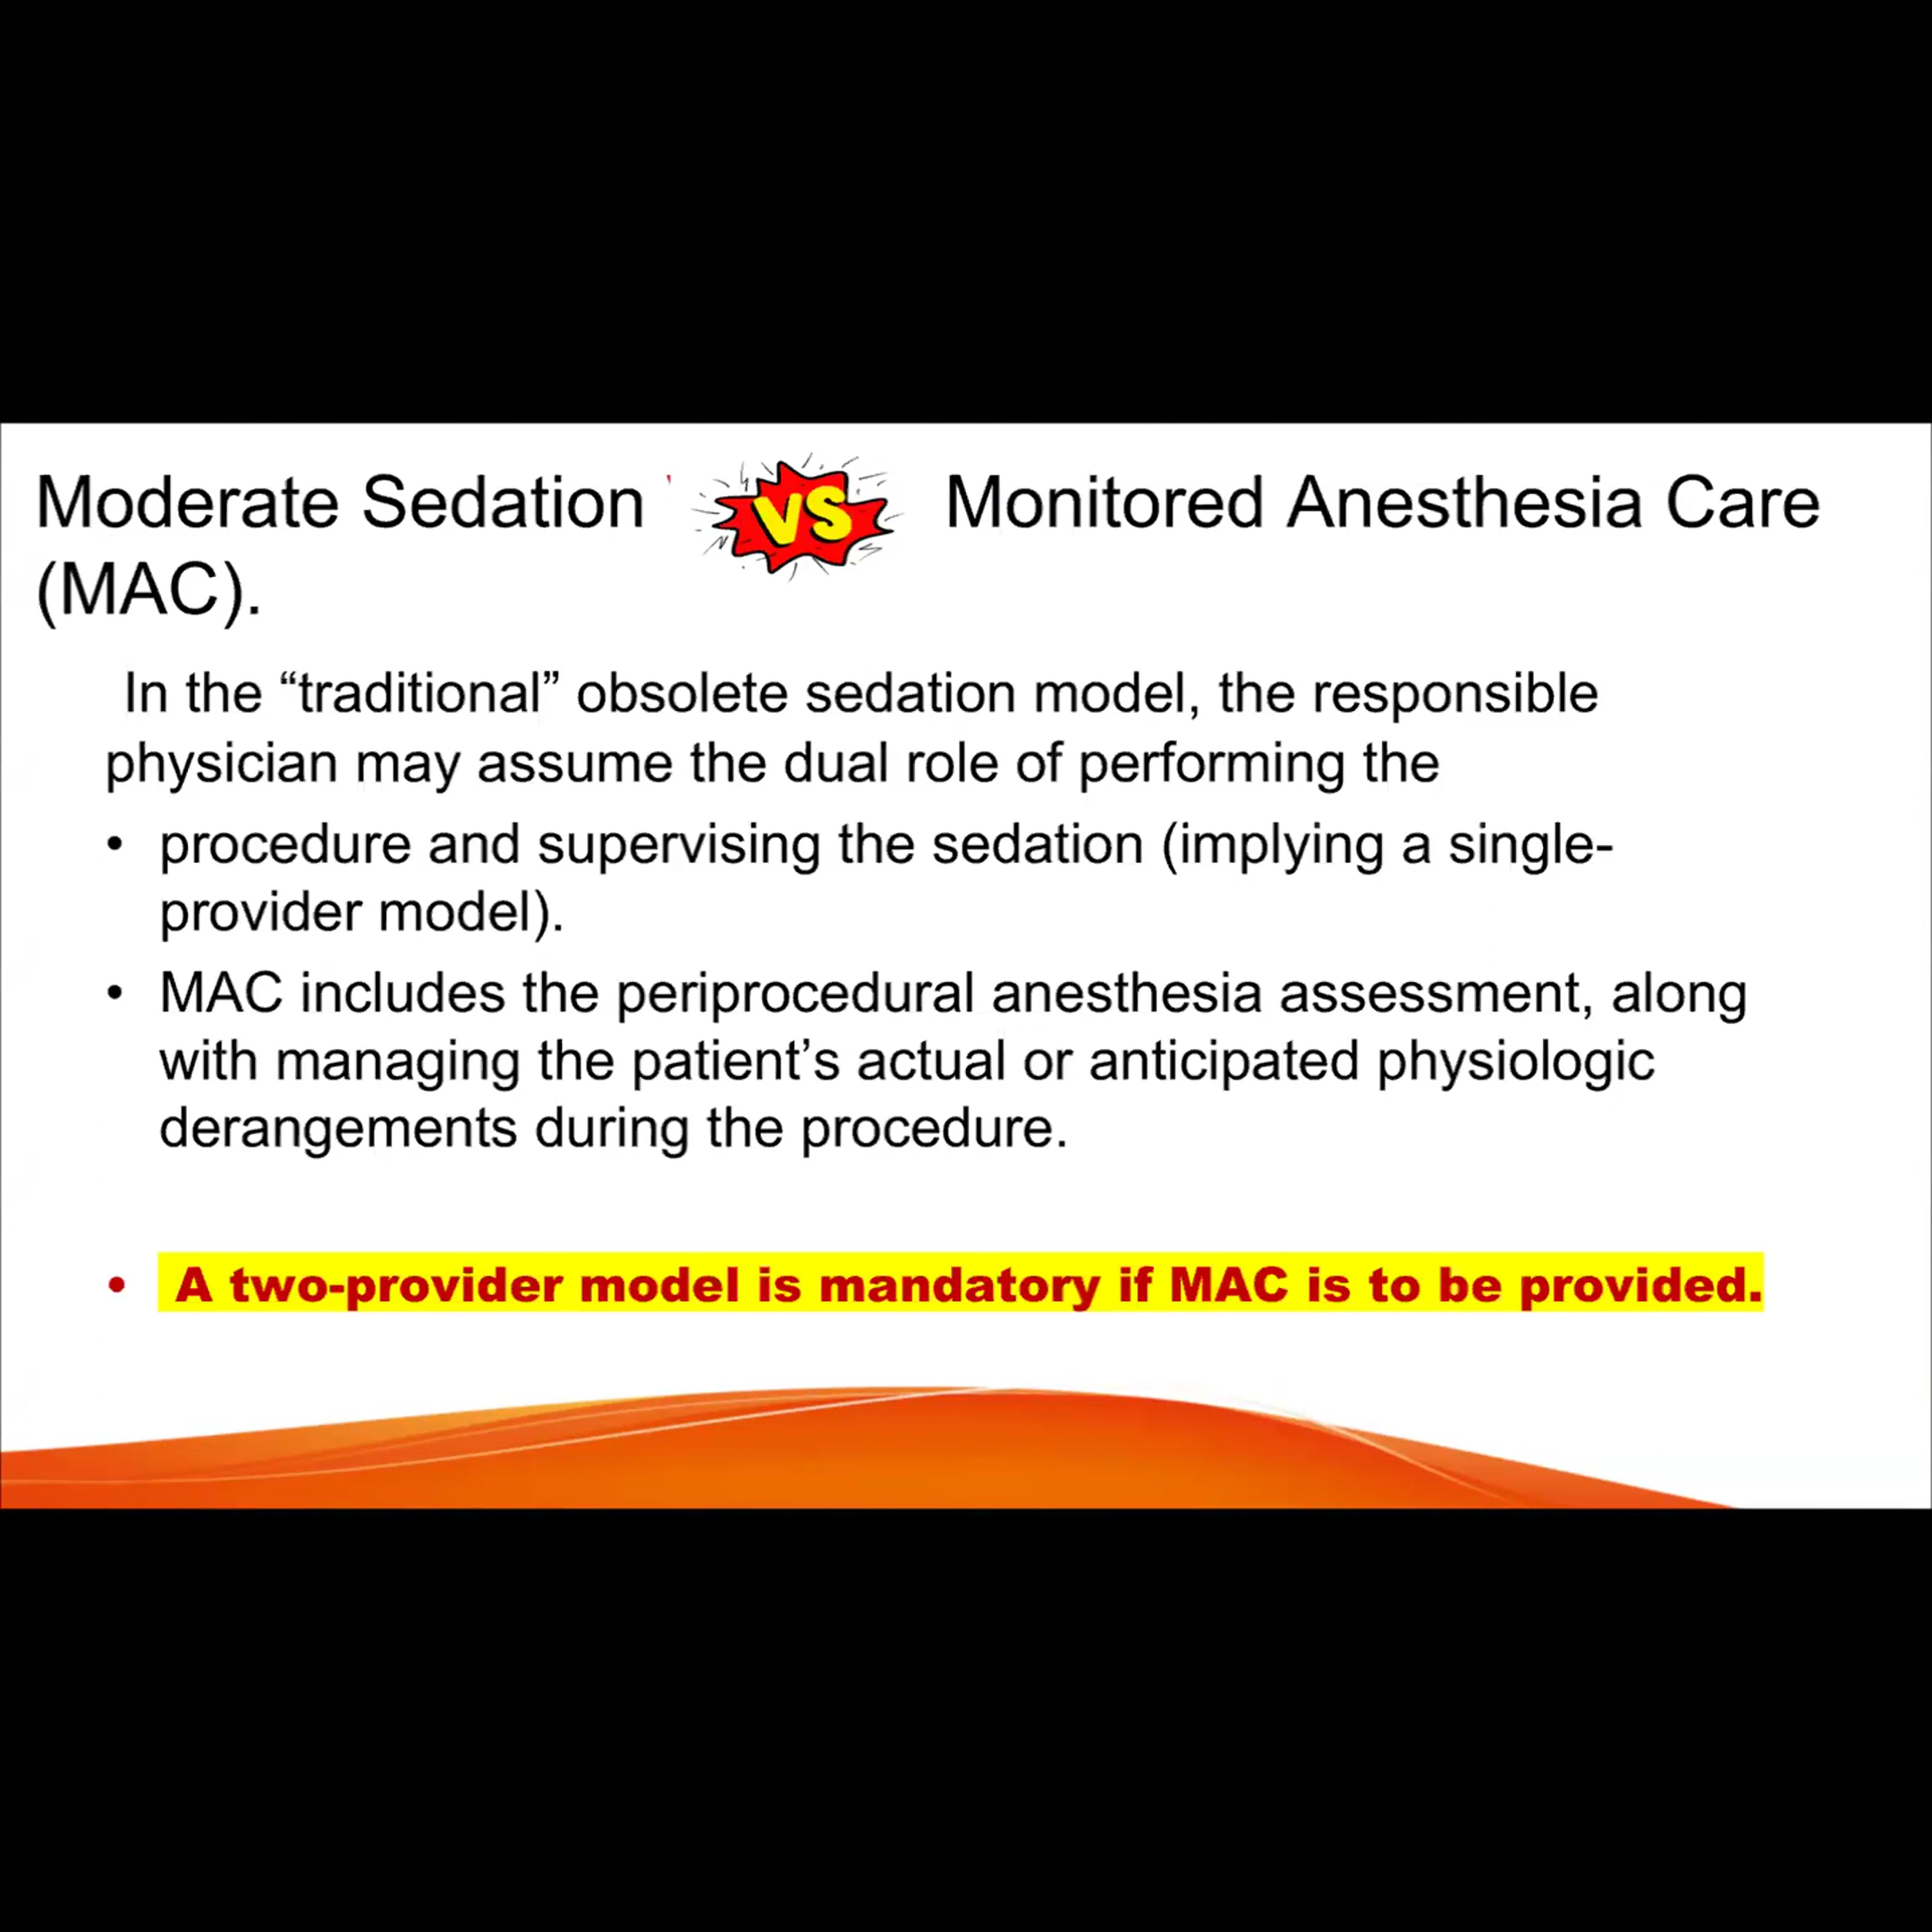 Moderate Sedation VS Monitored Anesthesia Care
(MAC).
In the “traditional” obsolete sedation model, the responsible
physician may assume the dual role of performing the
• procedure and supervising the sedation (implying a single-
provider model).
• MAC includes the periprocedural anesthesia assessment, along
with managing the patient’s actual or anticipated physiologic
derangements during the procedure.
• A two-provider model is mandatory if MAC is to be provided.